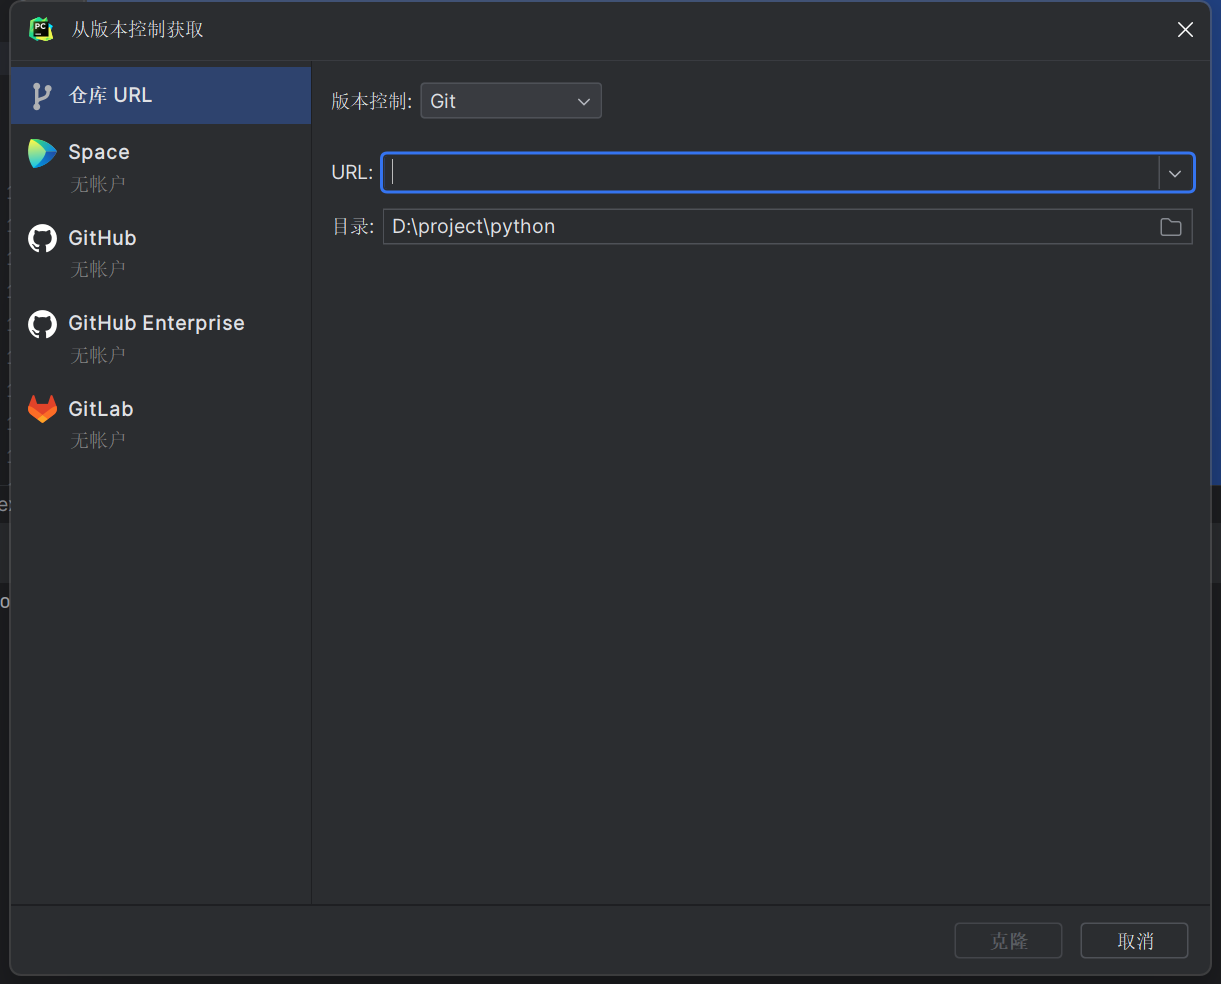 从版本控制获取
仓库 URL
Space
无帐户
GitHub
无帐户
GitHub Enterprise
无帐户
GitLab
无帐户
版本控制: Git
URL:
目录: D:\project\python
克隆
取消